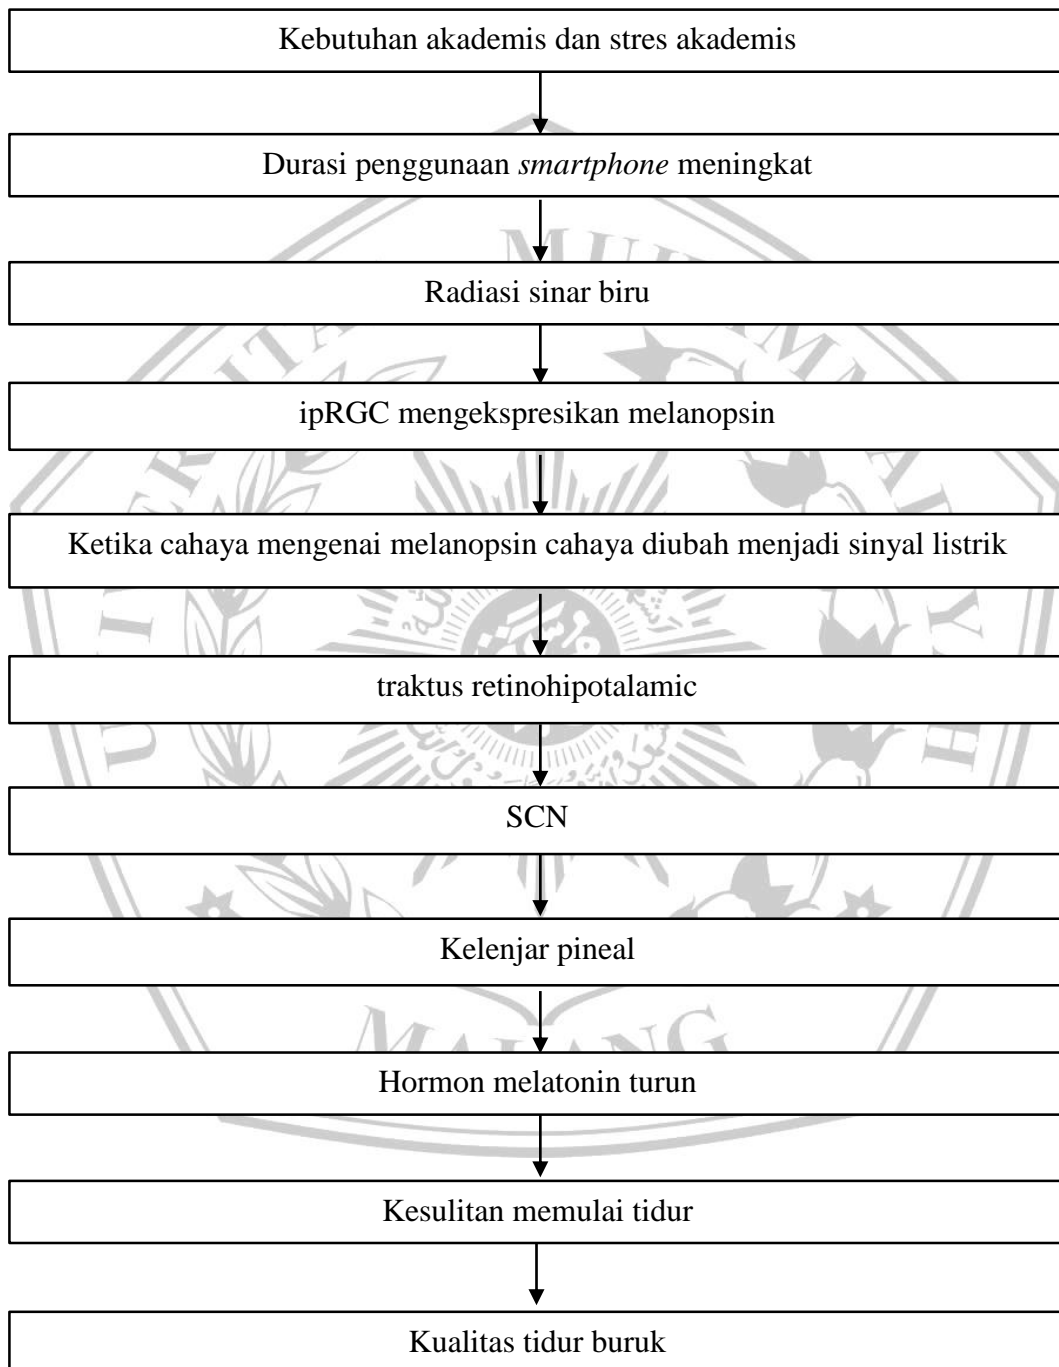 Kebutuhan akademis dan stres akademis
Durasi penggunaan smartphone meningkat
Radiasi sinar biru
ipRGC mengekspresikan melanopsin
Ketika cahaya mengenai melanopsin cahaya diubah menjadi sinyal listrik
traktus retinohipotalamic
SCN
Kelenjar pineal
MALANG
Hormon melatonin turun
Kesulitan memulai tidur
Kualitas tidur buruk